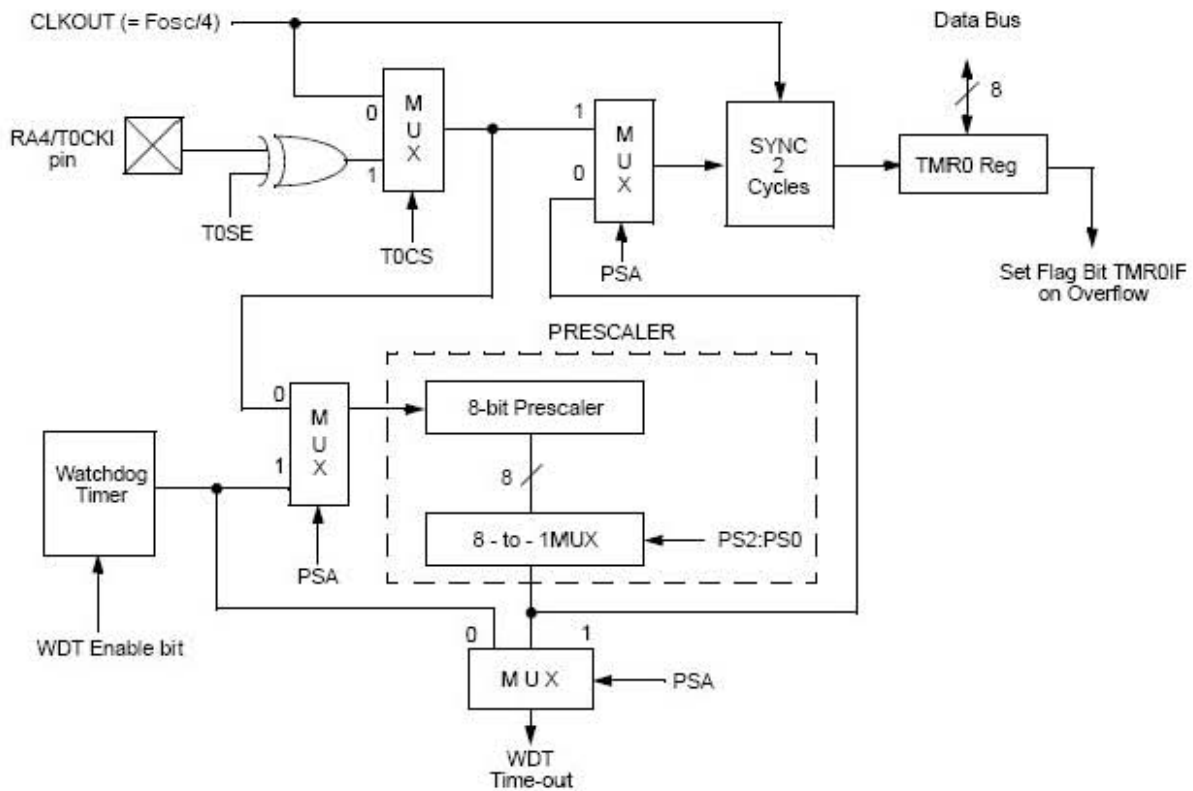 CLKOUT (= Fosc/4)
Data Bus
8
RA4/T0CKI
pin
T0SE
0
1
M
U
X
T0CS
1
0
M
U
X
PSA
SYNC
2
Cycles
TMR0 Reg
Set Flag Bit TMR0IF
on Overflow
PRESCALER
0
1
M
U
X
PSA
8-bit Prescaler
8
8 - to - 1MUX
PS2:PS0
Watchdog
Timer
WDT Enable bit
0
1
M U X
PSA
WDT
Time-out